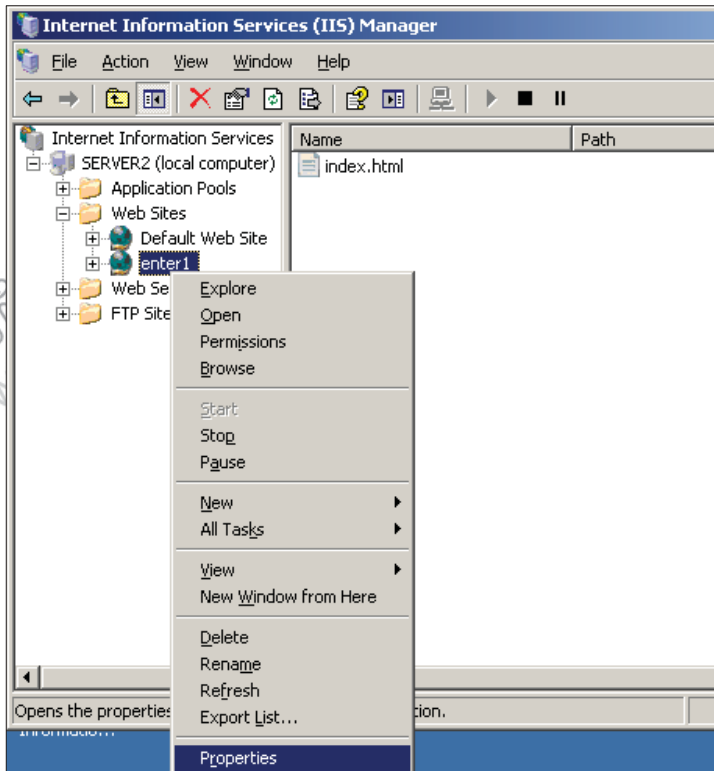 Internet Information Services (IIS) Manager
File Action View Window Help
Internet Information Services
SERVER2 (local computer)
Application Pools
Web Sites
Default Web Site
enter1
Web Se
FTP Site
Name Path
index.html
Explore
Open
Permissions
Browse
Start
Stop
Pause
New
All Tasks
View
New Window from Here
Delete
Rename
Refresh
Export List...
Properties
Opens the properties tion.